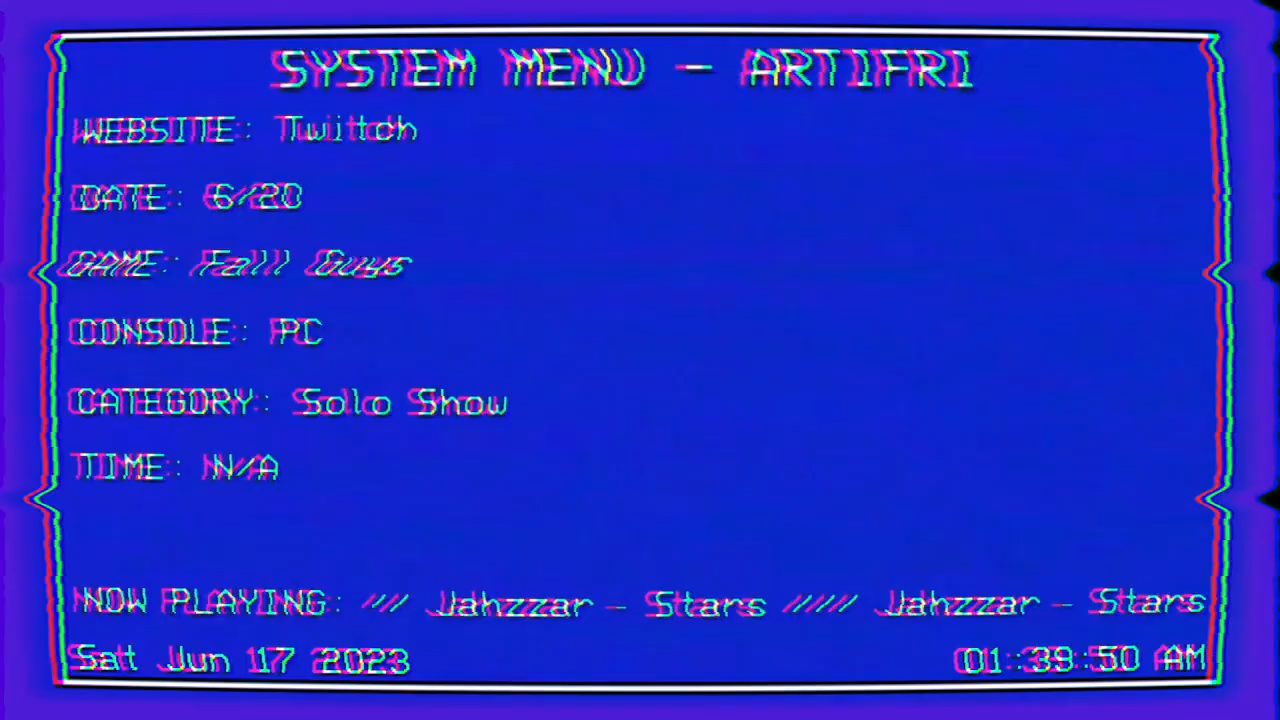 SYSTEM MENU - ARTIFRI
WEBSITE: Twitch
DATE: 6/20
GAME: Fall Guys
CONSOLE: PC
CATEGORY: Solo Show
TIME: N/A
NOW PLAYING: /// Jahzzar - Stars ///// Jahzzar - Stars
Sat Jun 17 2023
01:39:50 AM